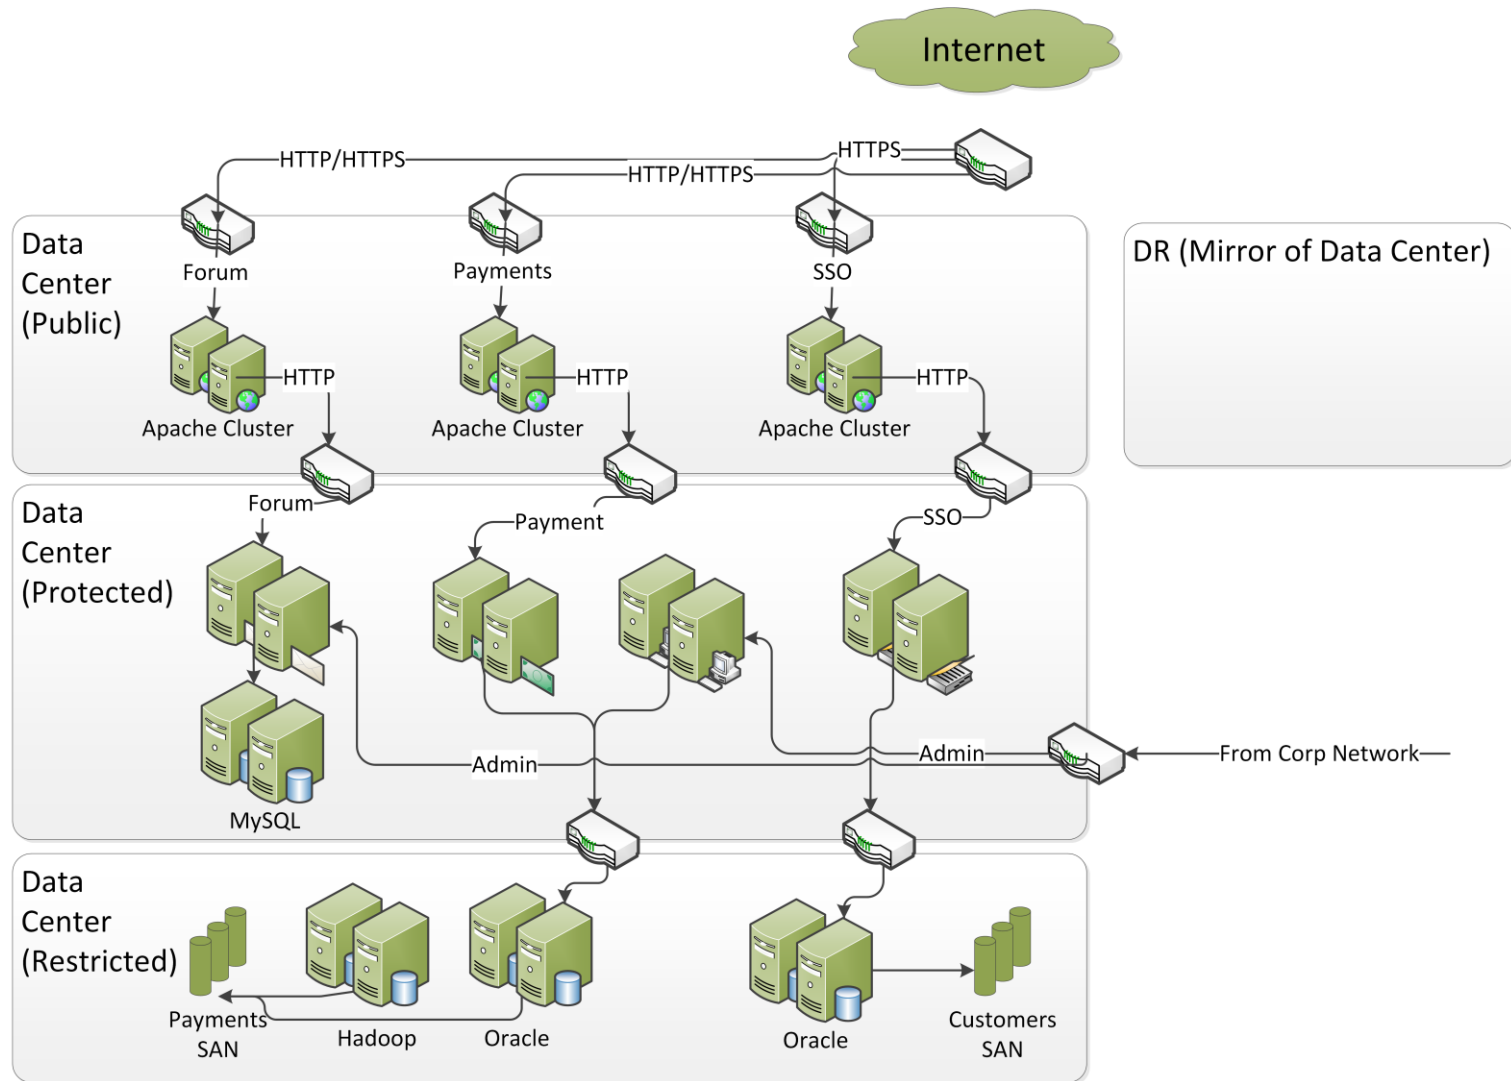 Internet
HTTPS
HTTP/HTTPS
HTTP/HTTPS
Data
Center
(Public)
Forum
Payments
SSO
DR (Mirror of Data Center)
HTTP
HTTP
HTTP
Apache Cluster
Apache Cluster
Apache Cluster
Data
Center
(Protected)
Forum
Payment
SSO
Admin
Admin
From Corp Network
MySQL
Data
Center
(Restricted)
Payments
SAN
Hadoop
Oracle
Oracle
Customers
SAN